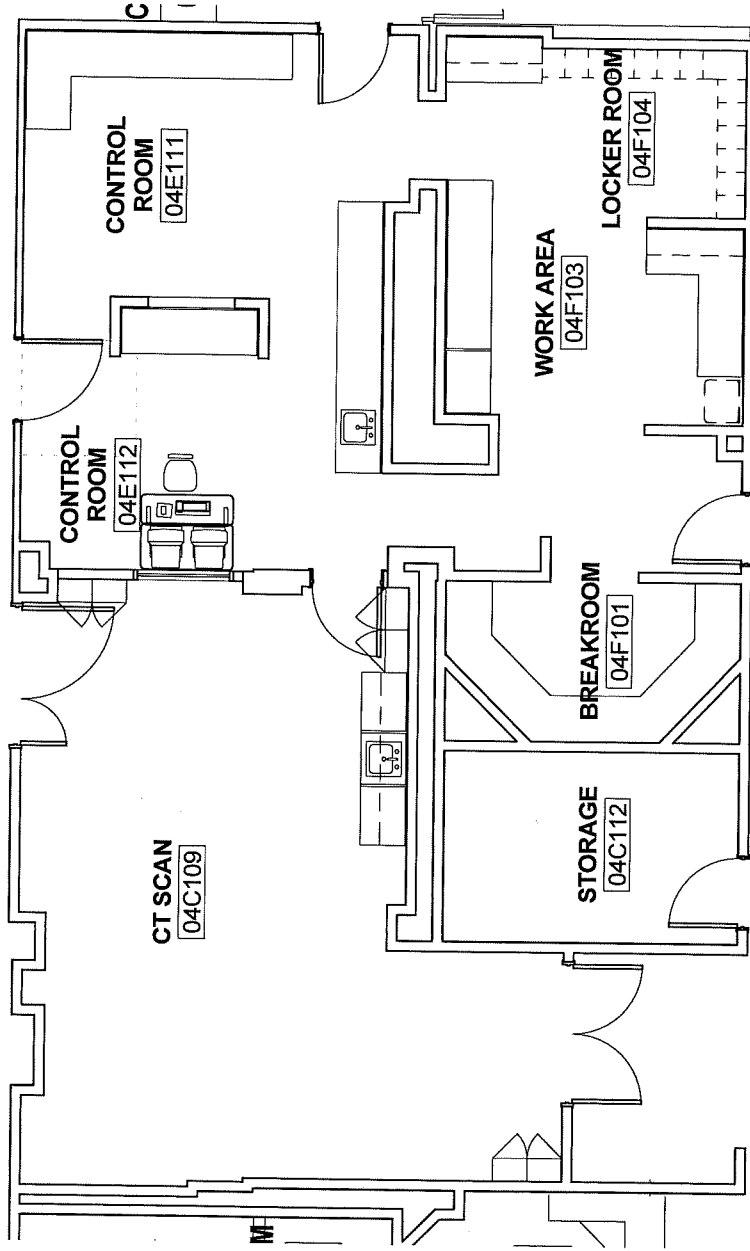 C
CONTROL
ROOM
04E111
LOCKER ROOM
04F104
WORK AREA
04F103
CONTROL
ROOM
04E112
BREAKROOM
04F101
CT SCAN
04C109
STORAGE
04C112
M